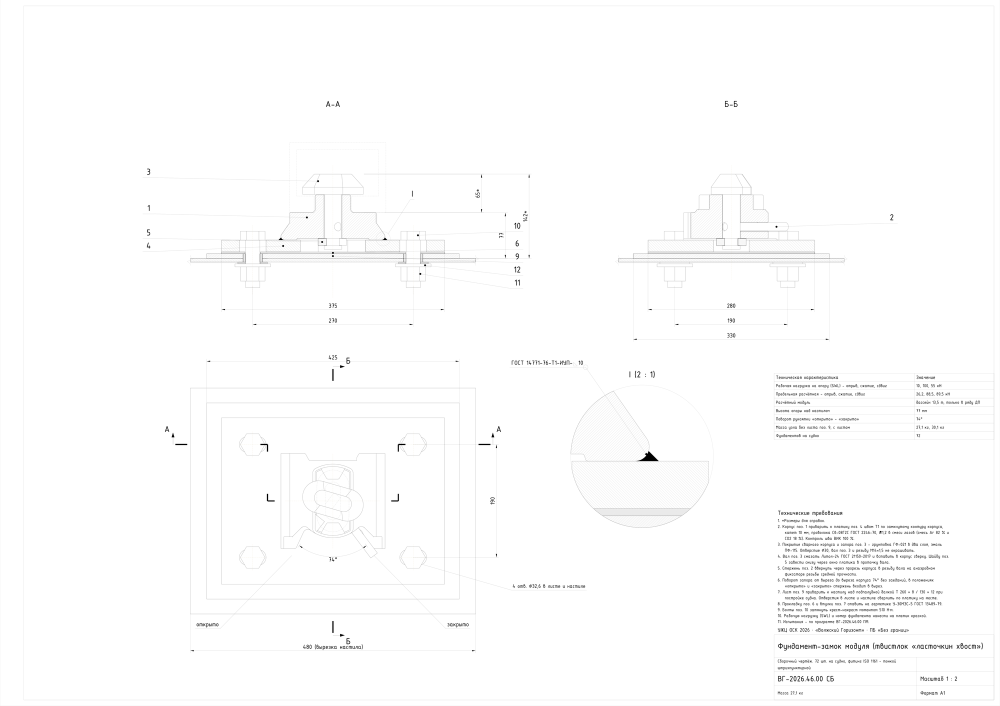 А-А
Б-Б
3
1
5
4
I
10
6
9
12
11
2
65*
142*
77
375
270
280
190
330
425
Б
А
А
190
74°
4 отв. Ø32,6 в листе и настиле
открыто
закрыто
Б
480 (вырезка настила)
ГОСТ 14771-76-Т1-ИУП-⊿ 10
I (2 : 1)
Техническая характеристика Значение
Рабочая нагрузка на опору (SWL) - отрыв, сжатие, сдвиг 10, 100, 55 кН
Предельная расчётная - отрыв, сжатие, сдвиг 26,2, 88,5, 89,5 кН
Расчётный модуль бассейн 13,5 т, только в ряду ДП
Высота опоры над настилом 77 мм
Поворот рукоятки «открыто» - «закрыто» 74°
Масса узла без листа поз. 9, с листом 27,1 кг, 30,1 кг
Фундаментов на судно 72
Технические требования
1. *Размеры для справок.
2. Корпус поз. 1 приварить к платику поз. 4 швом Т1 по замкнутому контуру корпуса,
катет 10 мм, проволока Св-08Г2С ГОСТ 2246-70, Ø1,2 в смеси газов (смесь Ar 82 % и
CO2 18 %). Контроль шва ВИК 100 %.
3. Покрытие сварного корпуса и запора поз. 3 - грунтовка ГФ-021 в два слоя, эмаль
ПФ-115. Отверстие Ø30, вал поз. 3 и резьбу М14×1,5 не окрашивать.
4. Вал поз. 3 смазать Литол-24 ГОСТ 21150-2017 и вставить в корпус сверху. Шайбу поз.
5 завести снизу через окно платика в проточку вала.
5. Стержень поз. 2 ввернуть через прорезь корпуса в резьбу вала на анаэробном
фиксаторе резьбы средней прочности.
6. Поворот запора от выреза до выреза корпуса 74° без заеданий, в положениях
«открыто» и «закрыто» стержень входит в вырез.
7. Лист поз. 9 приварить к настилу над подпалубной балкой Т 260 × 8 / 130 × 12 при
постройке судна. Отверстия в листе и настиле сверлить по платику на месте.
8. Прокладку поз. 6 и втулки поз. 7 ставить на герметике У-30МЭС-5 ГОСТ 13489-79.
9. Болты поз. 10 затянуть крест-накрест моментом 510 Н·м.
10. Рабочую нагрузку (SWL) и номер фундамента нанести на платик краской.
11. Испытания - по программе ВГ-2026.46.00 ПМ.
УЖЦ ОСК 2026 · «Волжский Горизонт» · ПБ «Без границ»
Фундамент-замок модуля (твистлок «ласточкин хвост»)
Сборочный чертёж. 72 шт. на судно, фитинг ISO 1161 - тонкой
штрихпунктирной
ВГ-2026.46.00 СБ
Масштаб 1 : 2
Масса 27,1 кг
Формат А1